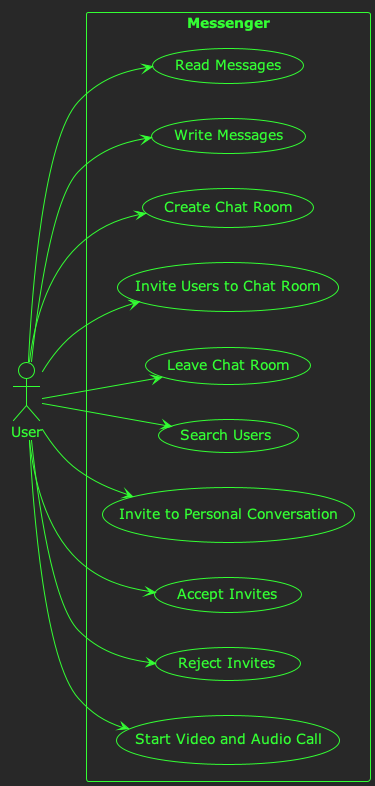 Messenger
Read Messages
Write Messages
Create Chat Room
Invite Users to Chat Room
Leave Chat Room
User
Search Users
Invite to Personal Conversation
Accept Invites
Reject Invites
Start Video and Audio Call